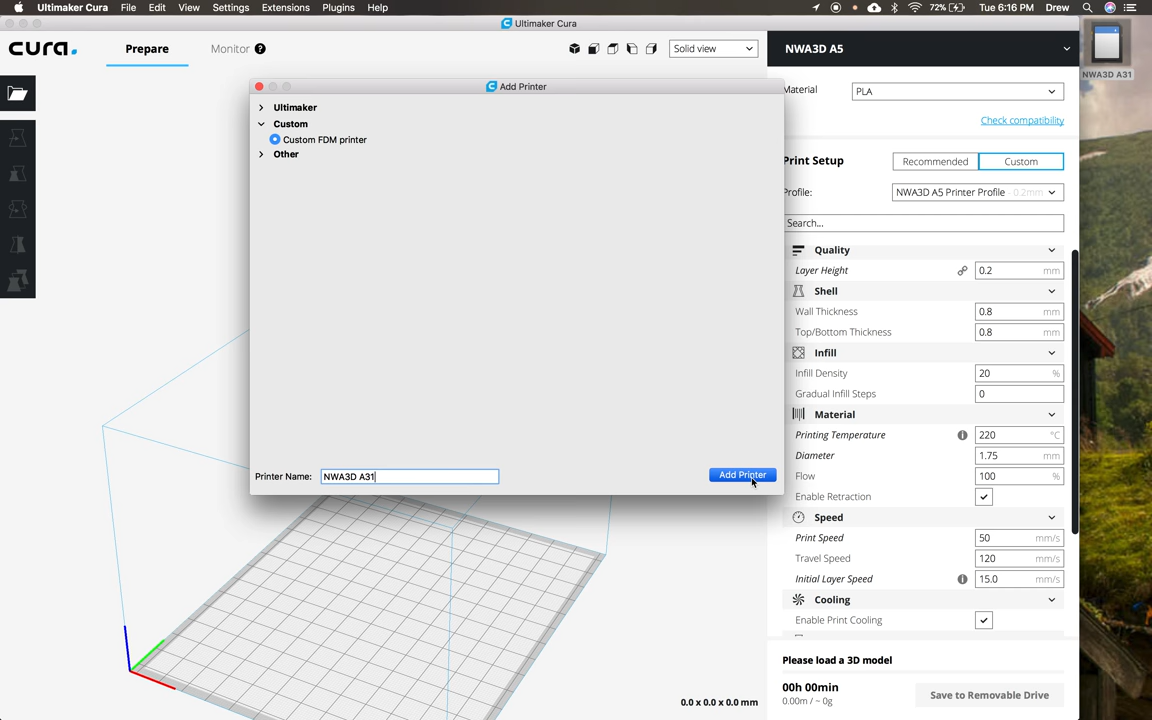 Ultimaker Cura File Edit View Settings Extensions Plugins Help 72% Tue 6:16 PM Drew
Ultimaker Cura
cura. Prepare Monitor ? Solid view NWA3D A5
NWA3D A31
Add Printer
Ultimaker
Custom
Custom FDM printer
Other
Printer Name: NWA3D A31 Add Printer
Material PLA
Check compatibility
Print Setup Recommended Custom
Profile: NWA3D A5 Printer Profile - 0.2mm
Search...
Quality
Layer Height 0.2 mm
Shell
Wall Thickness 0.8 mm
Top/Bottom Thickness 0.8 mm
Infill
Infill Density 20 %
Gradual Infill Steps 0
Material
Printing Temperature 220 °C
Diameter 1.75 mm
Flow 100 %
Enable Retraction
Speed
Print Speed 50 mm/s
Travel Speed 120 mm/s
Initial Layer Speed 15.0 mm/s
Cooling
Enable Print Cooling
Please load a 3D model
00h 00min
0.00m / ~ 0g
Save to Removable Drive
0.0 x 0.0 x 0.0 mm